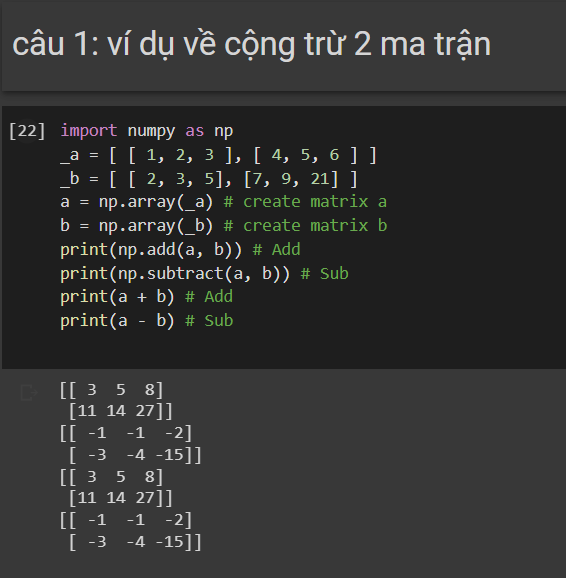 câu 1: ví dụ về cộng trừ 2 ma trận
[22] import numpy as np
_a = [ [ 1, 2, 3 ], [ 4, 5, 6 ] ]
_b = [ [ 2, 3, 5], [7, 9, 21] ]
a = np.array(_a) # create matrix a
b = np.array(_b) # create matrix b
print(np.add(a, b)) # Add
print(np.subtract(a, b)) # Sub
print(a + b) # Add
print(a - b) # Sub
[[ 3  5  8]
 [11 14 27]]
[[ -1  -1  -2]
 [ -3  -4 -15]]
[[ 3  5  8]
 [11 14 27]]
[[ -1  -1  -2]
 [ -3  -4 -15]]